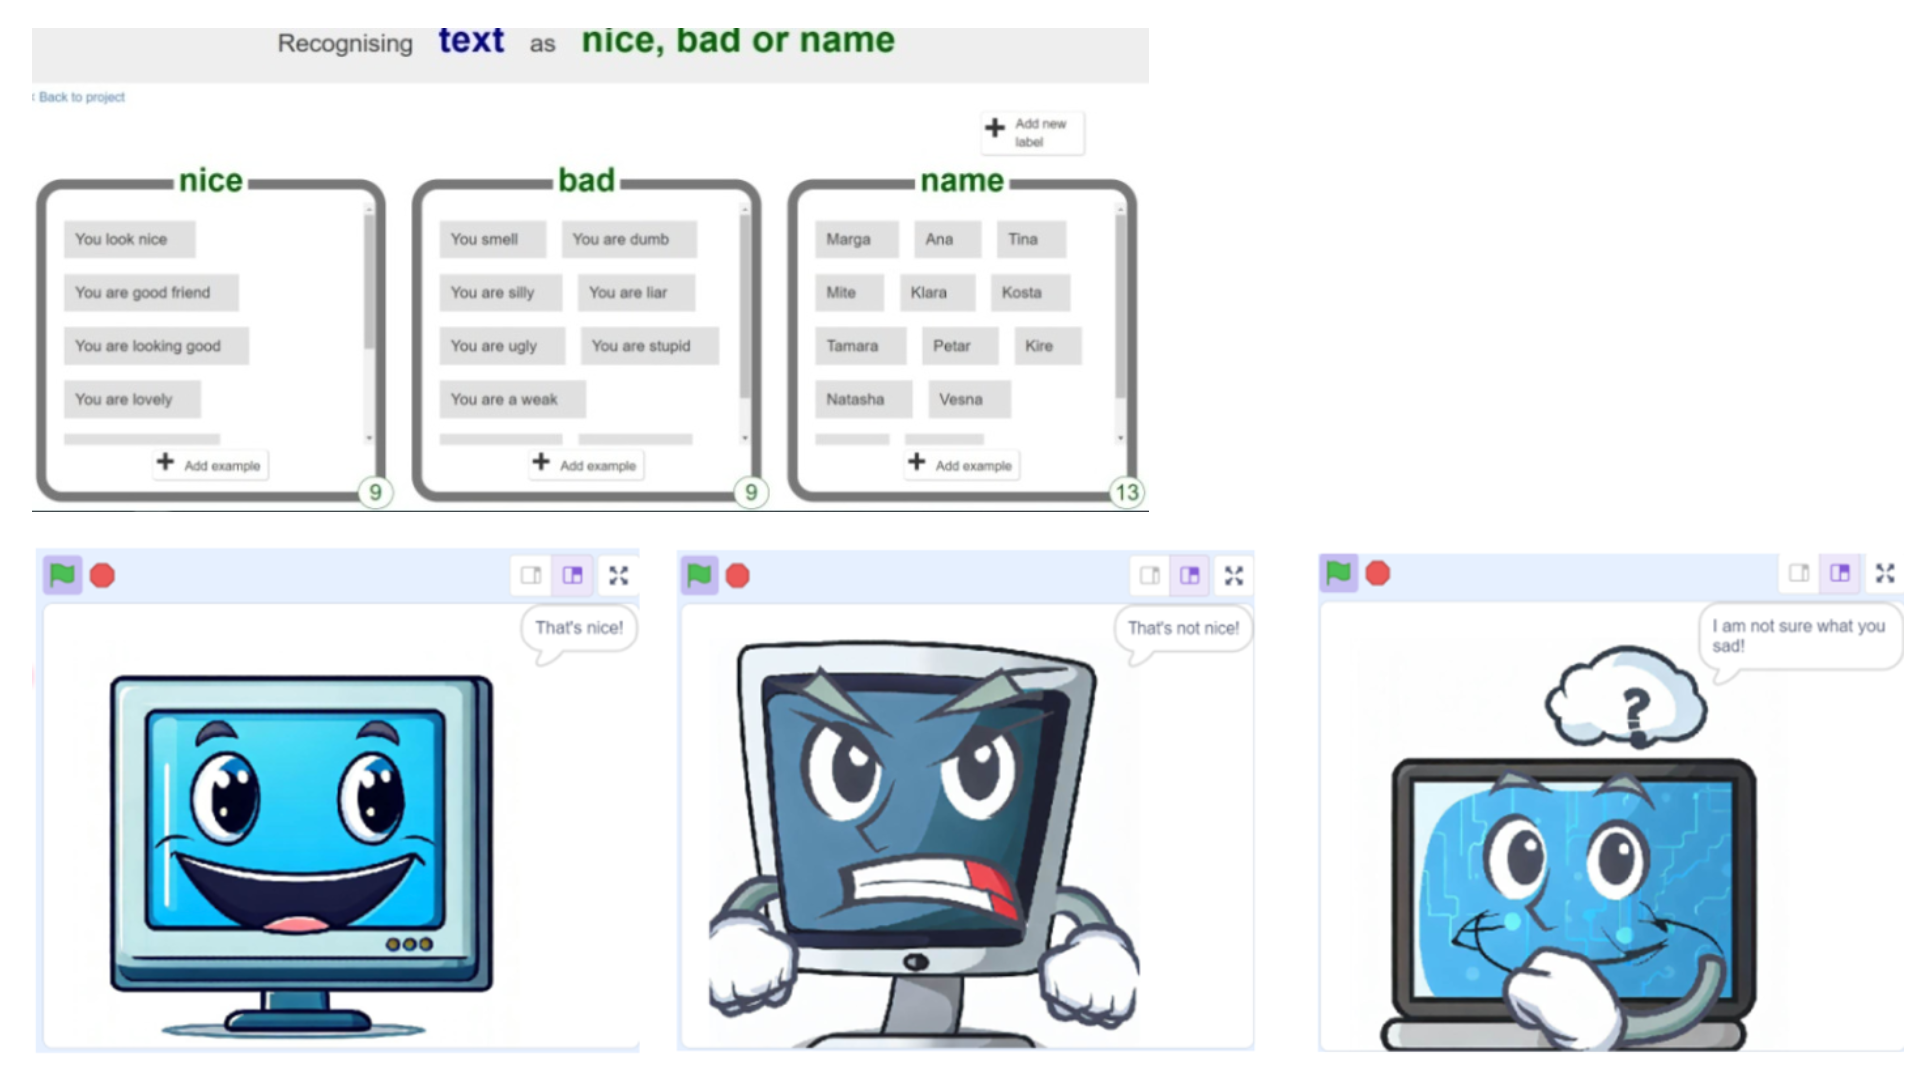 Recognising text as nice, bad or name
‹ Back to project
+ Add new
label
nice
You look nice
You are good friend
You are looking good
You are lovely
+ Add example
9
bad
You smell You are dumb
You are silly You are liar
You are ugly You are stupid
You are a weak
+ Add example
9
name
Marga Ana Tina
Mite Klara Kosta
Tamara Petar Kire
Natasha Vesna
+ Add example
13
That's nice!
That's not nice!
I am not sure what you
sad!
?